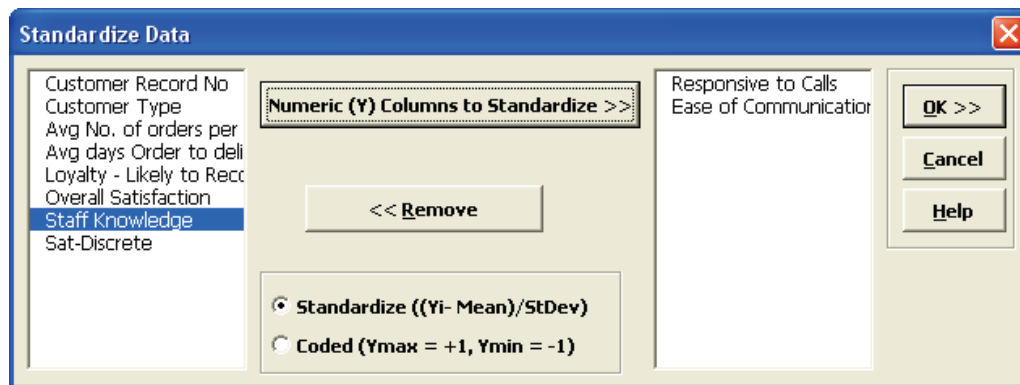 Standardize Data
Customer Record No
Customer Type
Avg No. of orders per
Avg days Order to deli
Loyalty - Likely to Recc
Overall Satisfaction
Staff Knowledge
Sat-Discrete
Numeric (Y) Columns to Standardize >>
<< Remove
Standardize ((Yi- Mean)/StDev)
Coded (Ymax = +1, Ymin = -1)
Responsive to Calls
Ease of Communication
OK >>
Cancel
Help